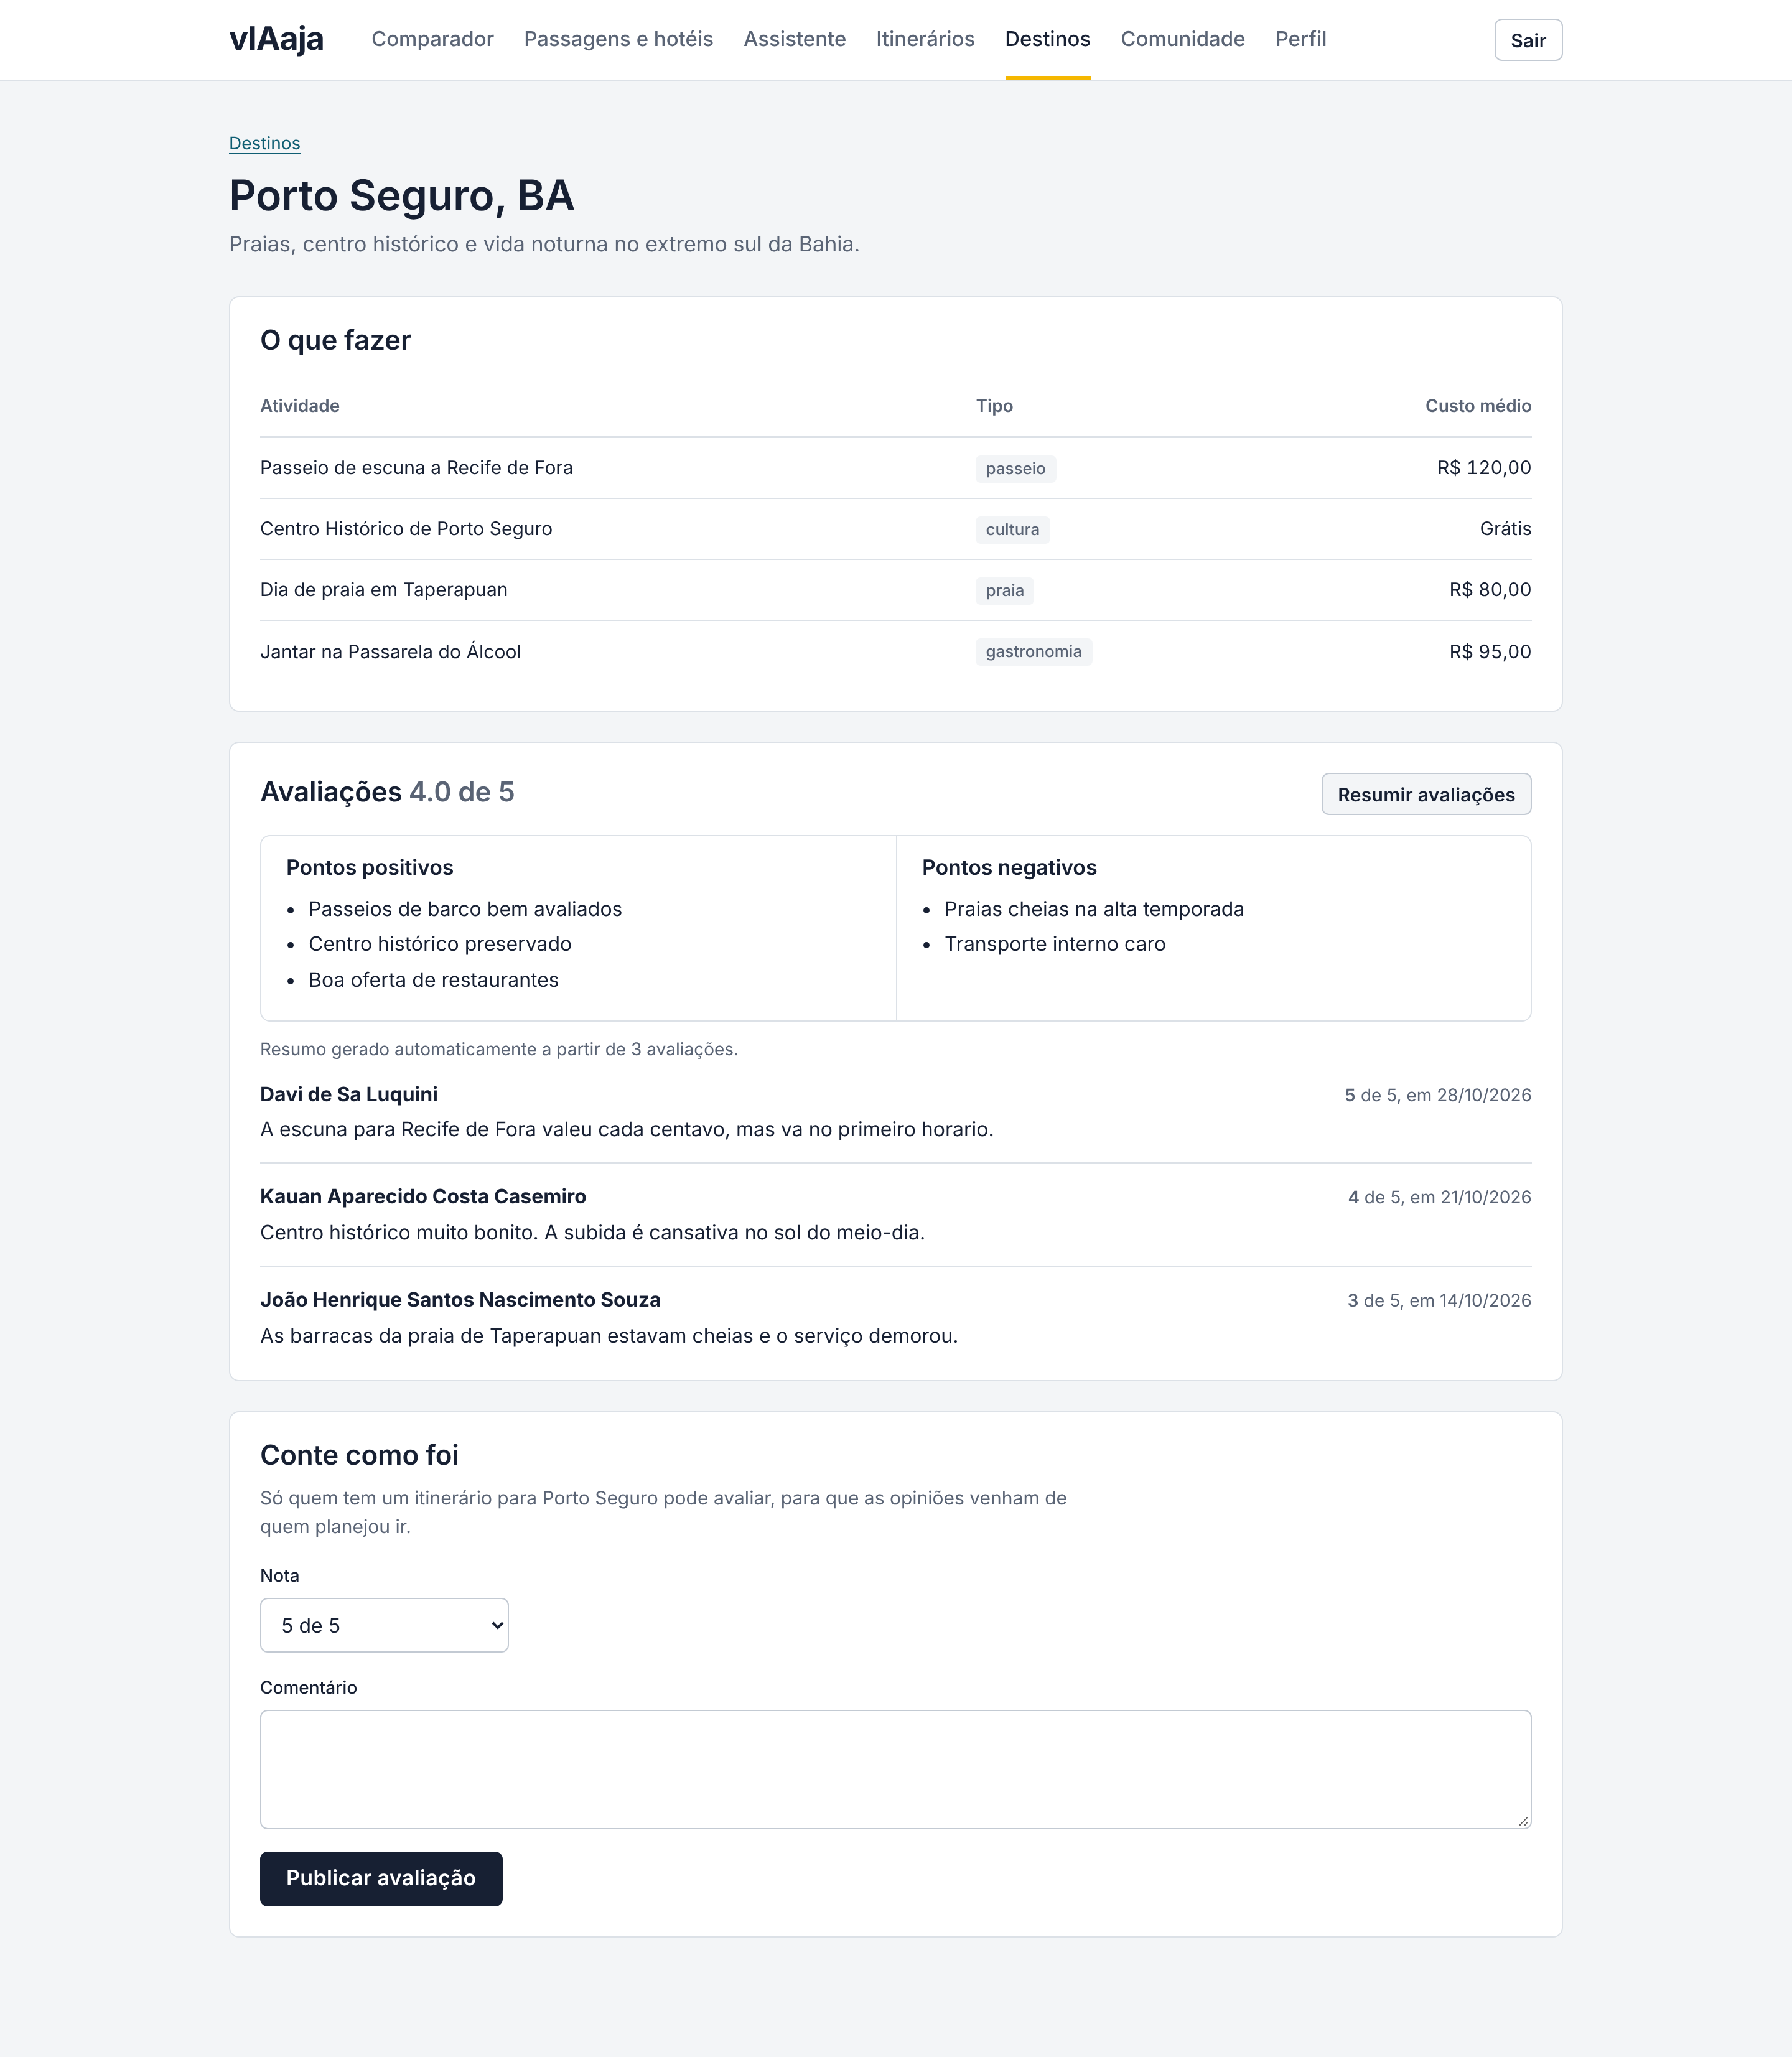 vIAaja Comparador Passagens e hotéis Assistente Itinerários Destinos Comunidade Perfil Sair
Destinos
Porto Seguro, BA
Praias, centro histórico e vida noturna no extremo sul da Bahia.
O que fazer
Atividade Tipo Custo médio
Passeio de escuna a Recife de Fora passeio R$ 120,00
Centro Histórico de Porto Seguro cultura Grátis
Dia de praia em Taperapuan praia R$ 80,00
Jantar na Passarela do Álcool gastronomia R$ 95,00
Avaliações 4.0 de 5 Resumir avaliações
Pontos positivos
• Passeios de barco bem avaliados
• Centro histórico preservado
• Boa oferta de restaurantes
Pontos negativos
• Praias cheias na alta temporada
• Transporte interno caro
Resumo gerado automaticamente a partir de 3 avaliações.
Davi de Sa Luquini 5 de 5, em 28/10/2026
A escuna para Recife de Fora valeu cada centavo, mas va no primeiro horario.
Kauan Aparecido Costa Casemiro 4 de 5, em 21/10/2026
Centro histórico muito bonito. A subida é cansativa no sol do meio-dia.
João Henrique Santos Nascimento Souza 3 de 5, em 14/10/2026
As barracas da praia de Taperapuan estavam cheias e o serviço demorou.
Conte como foi
Só quem tem um itinerário para Porto Seguro pode avaliar, para que as opiniões venham de
quem planejou ir.
Nota
5 de 5
Comentário
Publicar avaliação